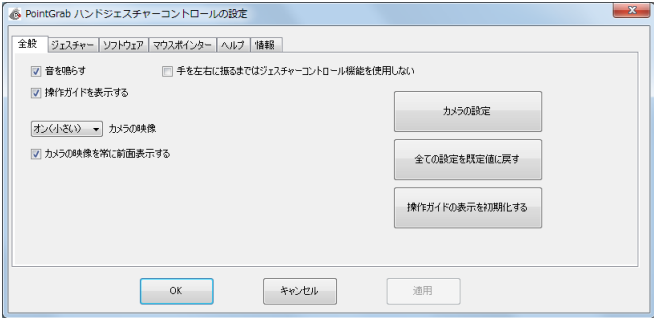 PointGrab ハンドジェスチャーコントロールの設定
全般 ジェスチャー ソフトウェア マウスポインター ヘルプ 情報
音を鳴らす 手を左右に振るまではジェスチャーコントロール機能を使用しない
操作ガイドを表示する
カメラの設定
オン(小さい) カメラの映像
カメラの映像を常に前面表示する
全ての設定を既定値に戻す
操作ガイドの表示を初期化する
OK キャンセル 適用